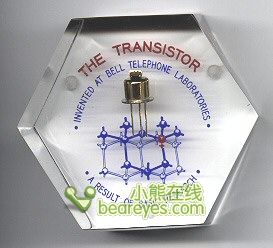 THE TRANSISTOR
• INVENTED AT BELL TELEPHONE LABORATORIES •
A RESULT OF
小熊在线
beareyes.com